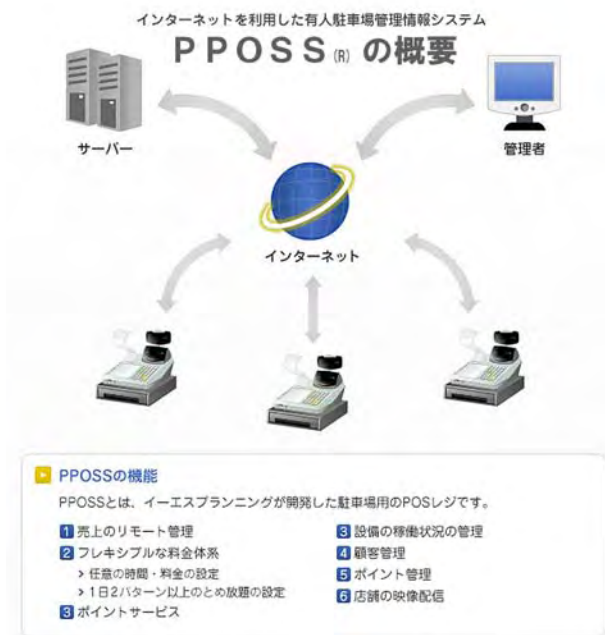 インターネットを利用した有人駐車場管理情報システム
PPOSS(R)の概要
サーバー
管理者
インターネット
PPOSSの機能
PPOSSとは、イーエスプランニングが開発した駐車場用のPOSレジです。
1 売上のリモート管理
2 フレキシブルな料金体系
> 任意の時間・料金の設定
> 1日2パターン以上のとめ放題の設定
3 ポイントサービス
3 設備の稼働状況の管理
4 顧客管理
5 ポイント管理
6 店舗の映像配信